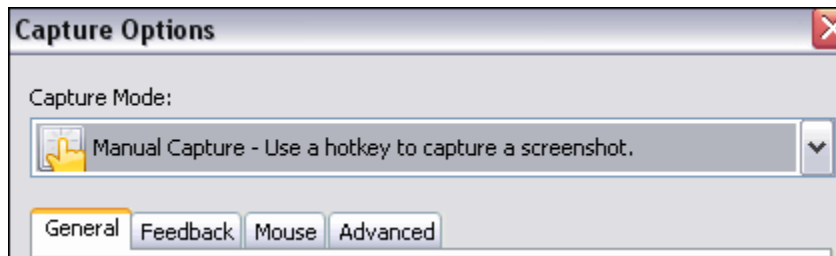 Capture Options
Capture Mode:
Manual Capture - Use a hotkey to capture a screenshot.
General Feedback Mouse Advanced